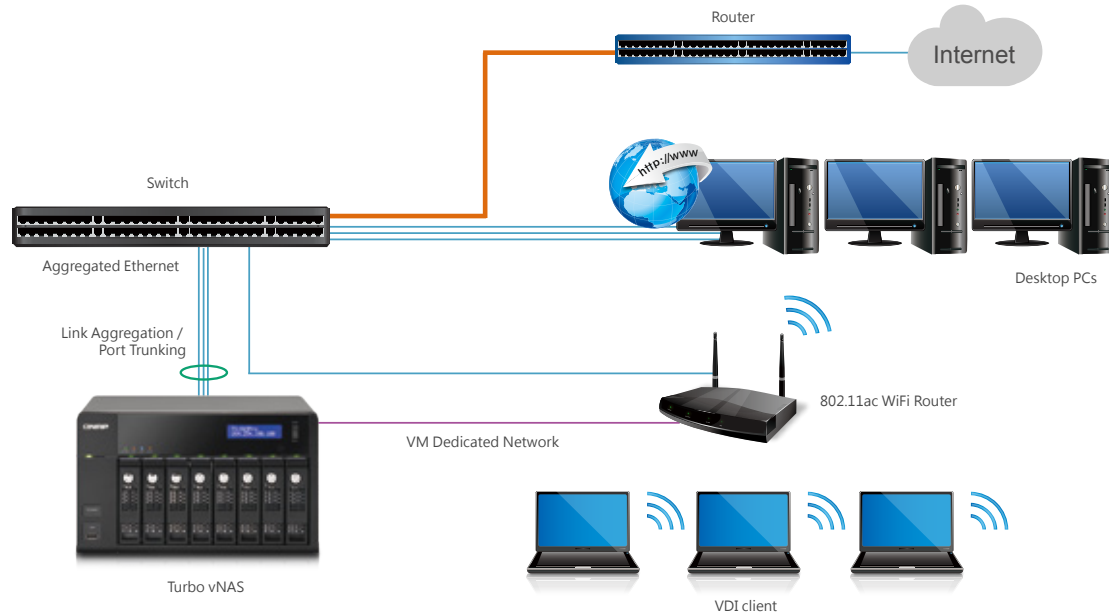 Router
Internet
http://www
Switch
Aggregated Ethernet
Desktop PCs
Link Aggregation /
Port Trunking
802.11ac WiFi Router
VM Dedicated Network
QNAP
Turbo vNAS
VDI client